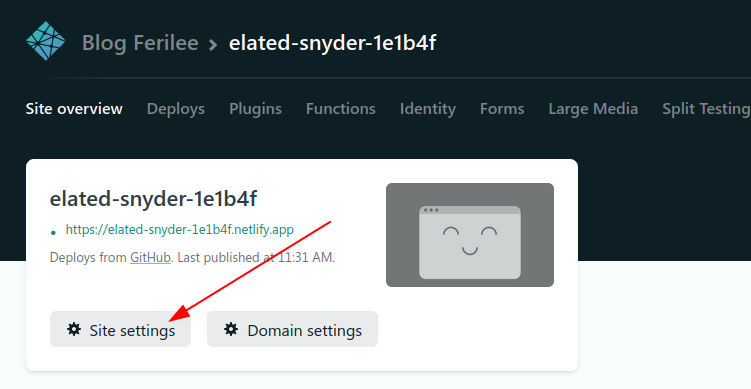 Blog Ferilee > elated-snyder-1e1b4f
Site overview Deploys Plugins Functions Identity Forms Large Media Split Testing
elated-snyder-1e1b4f
https://elated-snyder-1e1b4f.netlify.app
Deploys from GitHub. Last published at 11:31 AM.
Site settings Domain settings